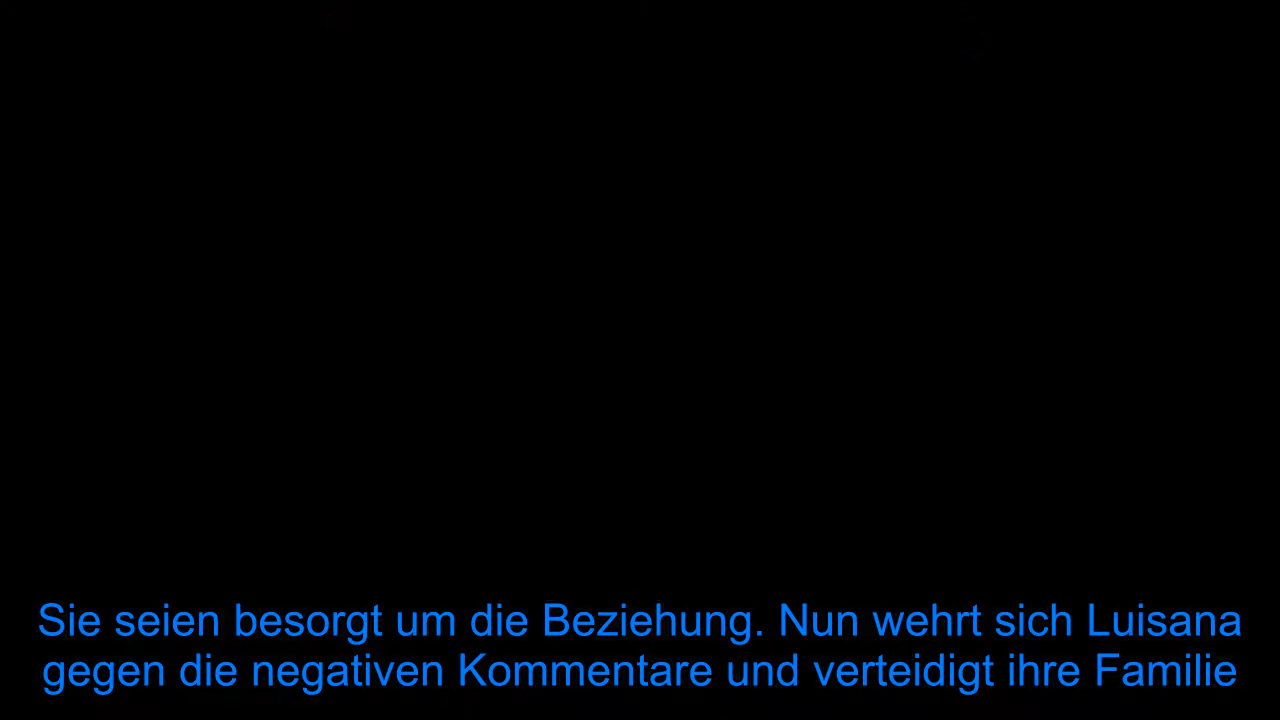 Sie seien besorgt um die Beziehung. Nun wehrt sich Luisana
gegen die negativen Kommentare und verteidigt ihre Familie